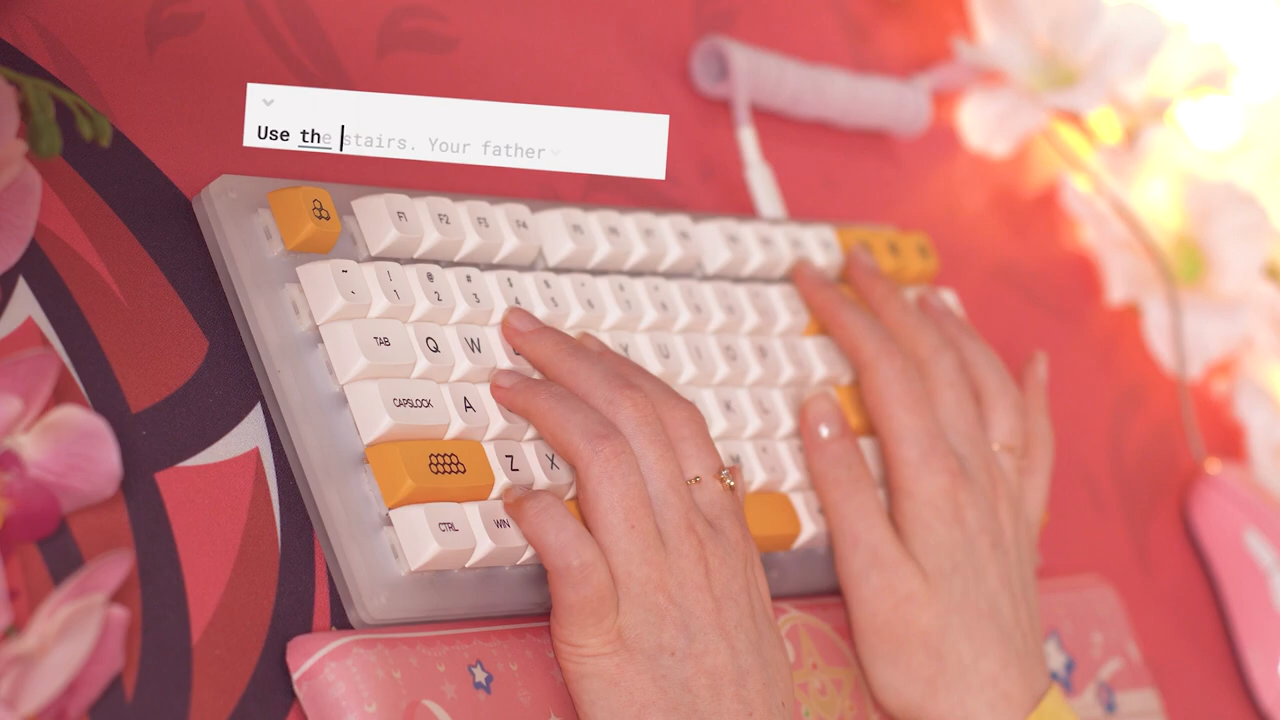 Use the stairs. Your father
F1 F2 F3 F4
~ ` ! 1 @ 2 # 3 $ 4
TAB Q W Y U I O P
CAPSLOCK A K L
Z X
CTRL WIN